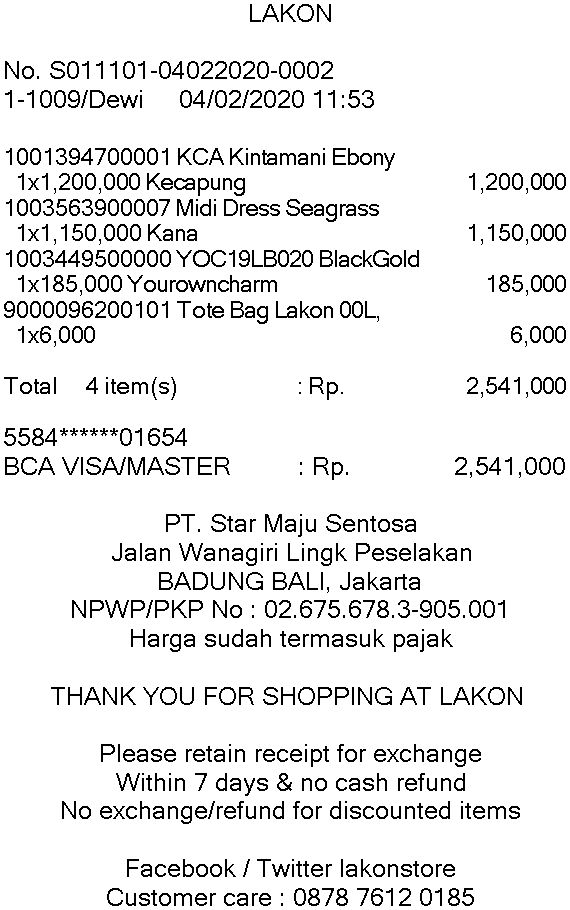 LAKON
No. S011101-04022020-0002
1-1009/Dewi 04/02/2020 11:53
1001394700001 KCA Kintamani Ebony
1x1,200,000 Kecapung 1,200,000
1003563900007 Midi Dress Seagrass
1x1,150,000 Kana 1,150,000
1003449500000 YOC19LB020 BlackGold
1x185,000 Yourowncharm 185,000
9000096200101 Tote Bag Lakon 00L,
1x6,000 6,000
Total 4 item(s) : Rp. 2,541,000
5584******01654
BCA VISA/MASTER : Rp. 2,541,000
PT. Star Maju Sentosa
Jalan Wanagiri Lingk Peselakan
BADUNG BALI, Jakarta
NPWP/PKP No : 02.675.678.3-905.001
Harga sudah termasuk pajak
THANK YOU FOR SHOPPING AT LAKON
Please retain receipt for exchange
Within 7 days & no cash refund
No exchange/refund for discounted items
Facebook / Twitter lakonstore
Customer care : 0878 7612 0185